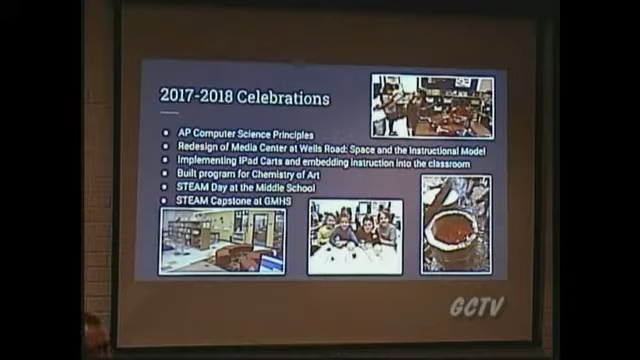 2017-2018 Celebrations
AP Computer Science Principles
Redesign of Media Center at Wells Road: Space and the Instructional Model
Implementing IPad Carts and embedding instruction into the classroom
Built program for Chemistry of Art
STEAM Day at the Middle School
STEAM Capstone at GMHS
GCTV